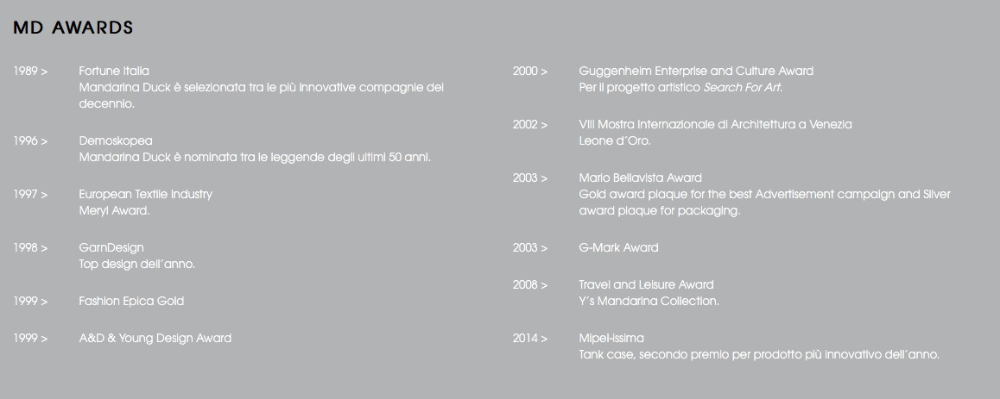 MD AWARDS
1989 >
Fortune Italia
Mandarina Duck è selezionata tra le più innovative compagnie del
decennio.
1996 >
Demoskopea
Mandarina Duck è nominata tra le leggende degli ultimi 50 anni.
1997 >
European Textile Industry
Meryl Award.
1998 >
GarnDesign
Top design dell'anno.
1999 >
Fashion Epica Gold
1999 >
A&D & Young Design Award
2000 >
Guggenheim Enterprise and Culture Award
Per il progetto artistico Search For Art.
2002 >
VIII Mostra Internazionale di Architettura a Venezia
Leone d'Oro.
2003 >
Mario Bellavista Award
Gold award plaque for the best Advertisement campaign and Silver
award plaque for packaging.
2003 >
G-Mark Award
2008 >
Travel and Leisure Award
Y's Mandarina Collection.
2014 >
Mipel-issima
Tank case, secondo premio per prodotto più innovativo dell'anno.